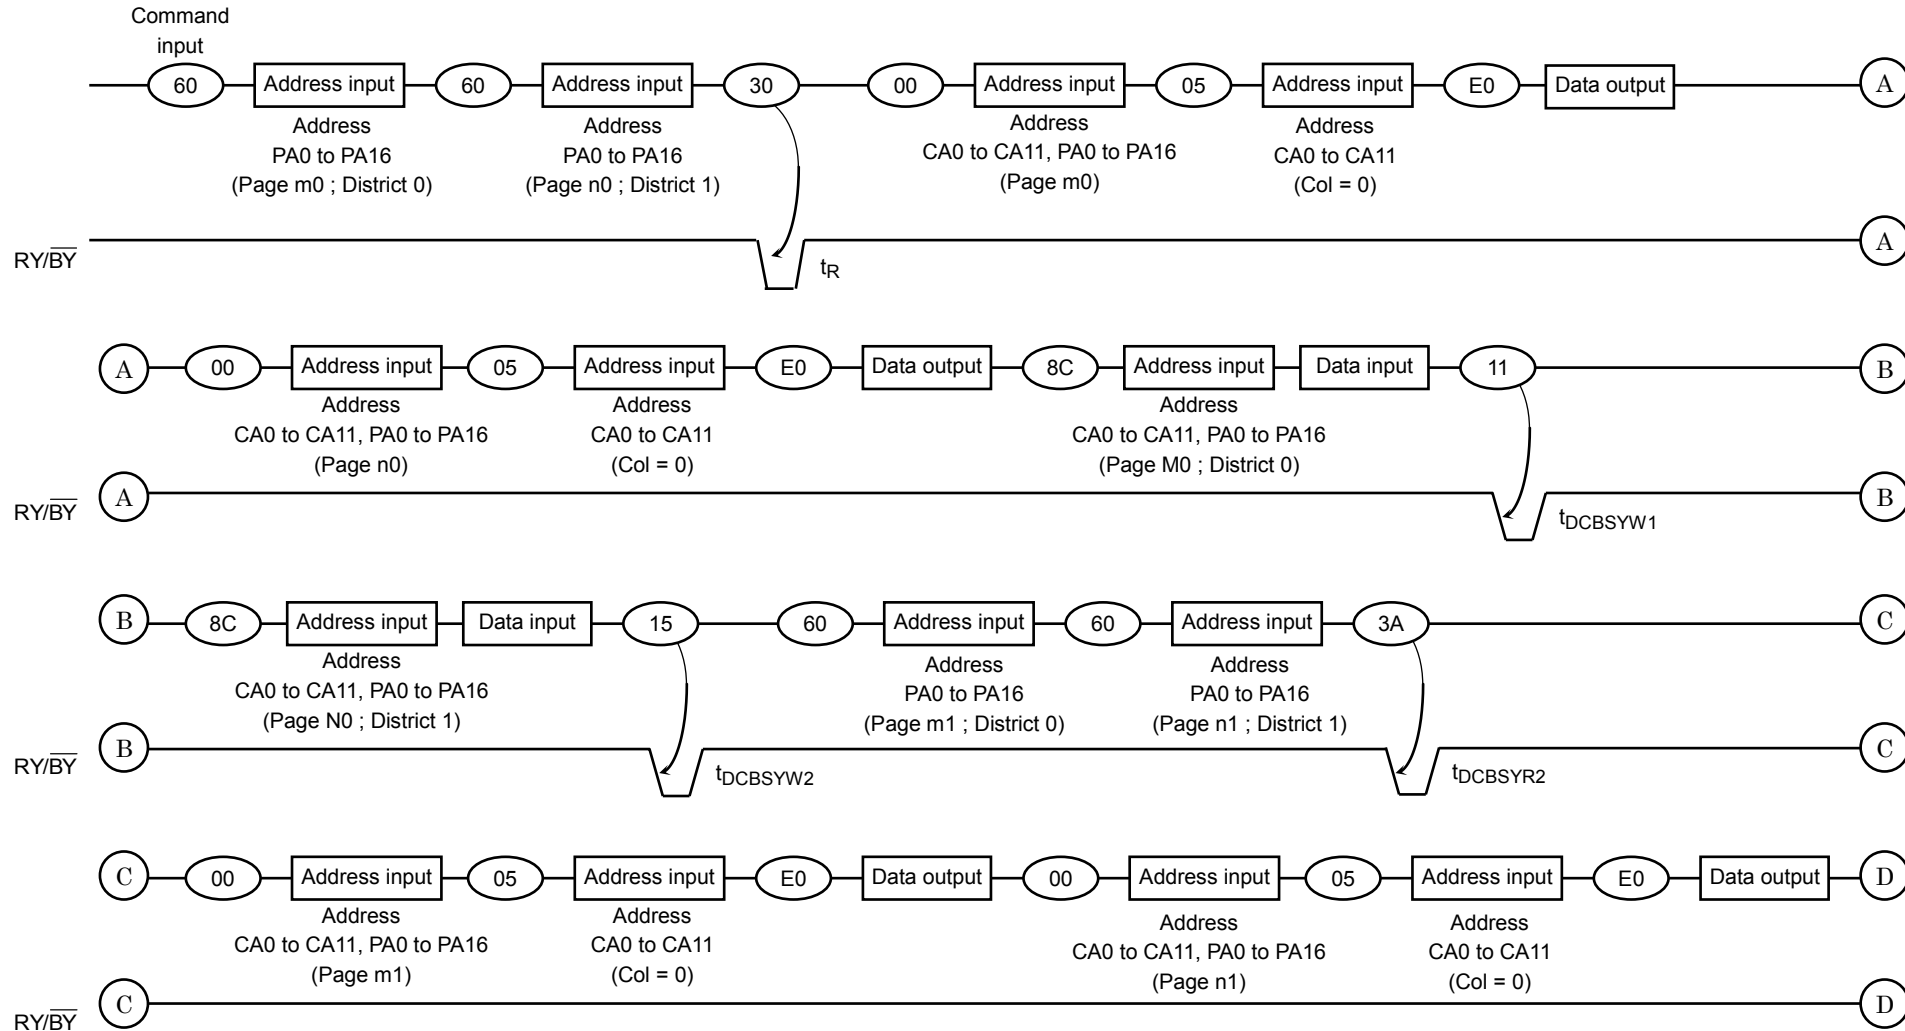 Command
input
60 Address input 60 Address input 30 00 Address input 05 Address input E0 Data output A
Address Address Address Address
PA0 to PA16 PA0 to PA16 CA0 to CA11, PA0 to PA16 CA0 to CA11
(Page m0 ; District 0) (Page n0 ; District 1) (Page m0) (Col = 0)
RY/BY tR A
A 00 Address input 05 Address input E0 Data output 8C Address input Data input 11 B
Address Address Address
CA0 to CA11, PA0 to PA16 CA0 to CA11 CA0 to CA11, PA0 to PA16
(Page n0) (Col = 0) (Page M0 ; District 0)
RY/BY A tDCBSYW1 B
B 8C Address input Data input 15 60 Address input 60 Address input 3A C
Address Address Address
CA0 to CA11, PA0 to PA16 PA0 to PA16 PA0 to PA16
(Page N0 ; District 1) (Page m1 ; District 0) (Page n1 ; District 1)
RY/BY B tDCBSYW2 tDCBSYR2 C
C 00 Address input 05 Address input E0 Data output 00 Address input 05 Address input E0 Data output D
Address Address Address Address
CA0 to CA11, PA0 to PA16 CA0 to CA11 CA0 to CA11, PA0 to PA16 CA0 to CA11
(Page m1) (Col = 0) (Page n1) (Col = 0)
RY/BY C D